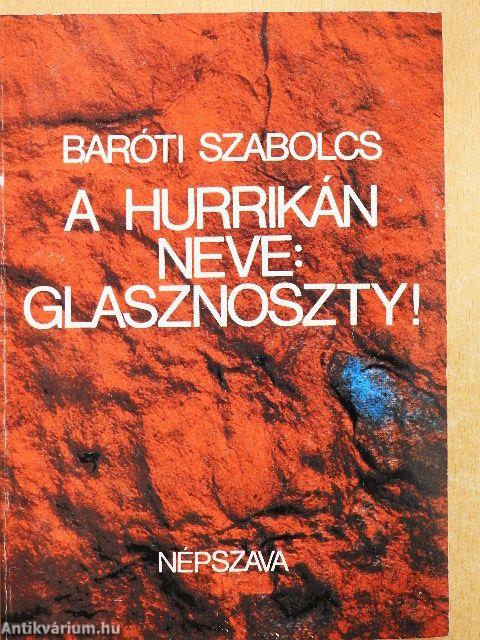 BARÓTI SZABOLCS
A HURRIKÁN
NEVE:
GLASZNOSZTY!
NÉPSZAVA
Antikvárium.hu